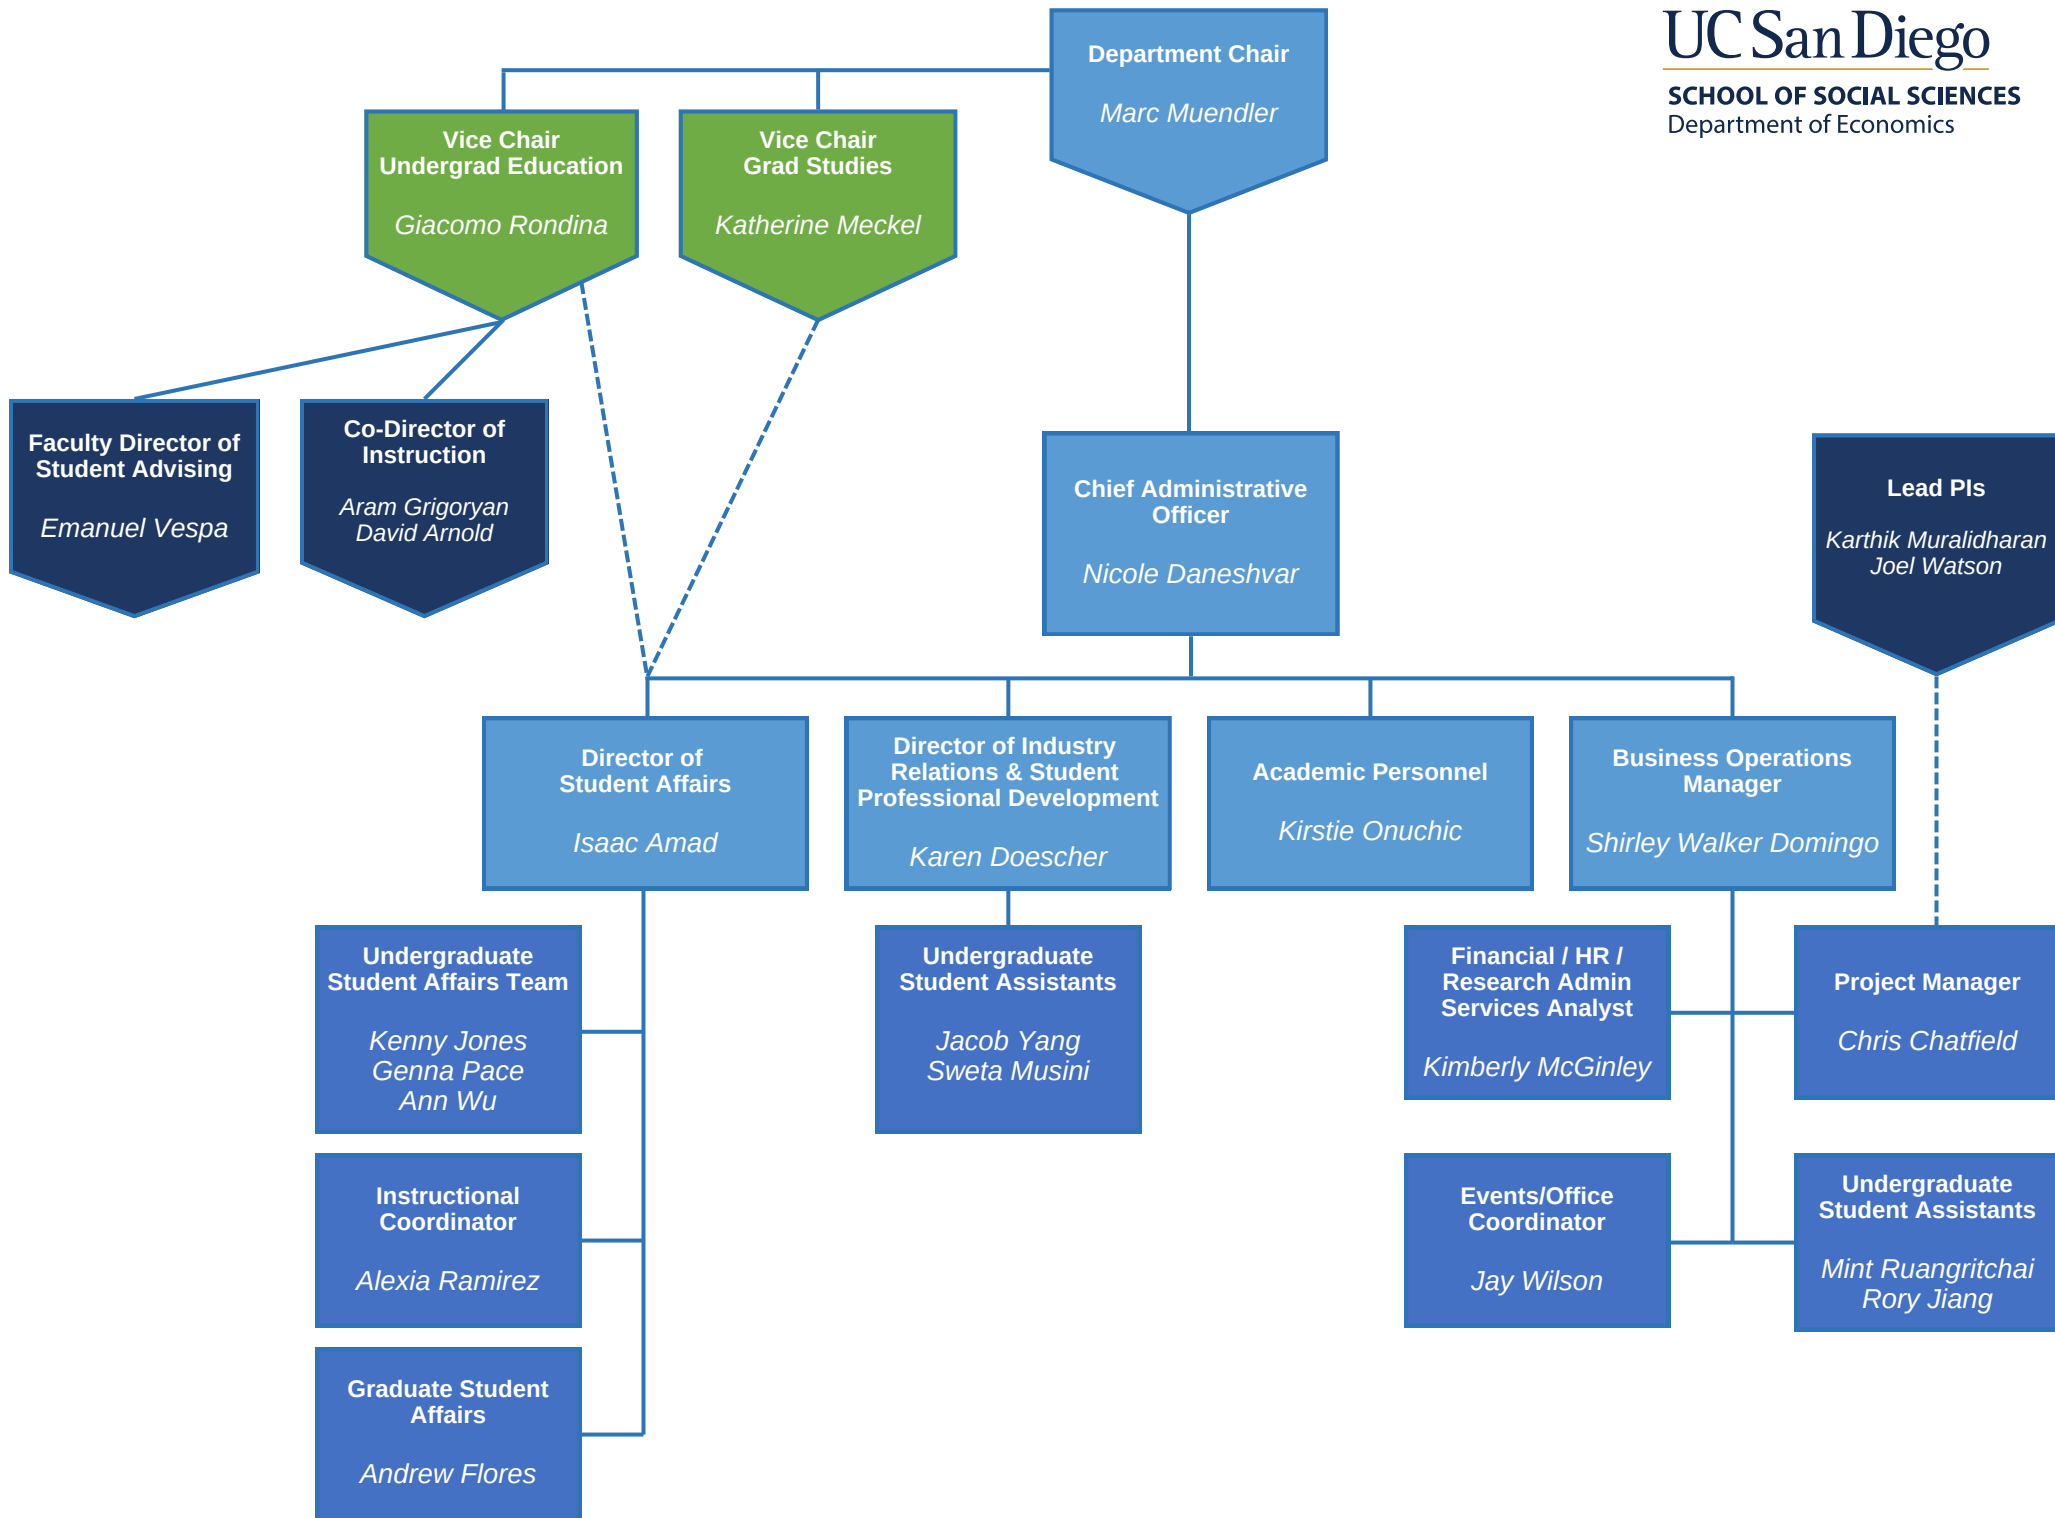 UC San Diego
SCHOOL OF SOCIAL SCIENCES
Department of Economics
Department Chair
Marc Muendler
Vice Chair
Undergrad Education
Giacomo Rondina
Vice Chair
Grad Studies
Katherine Meckel
Faculty Director of
Student Advising
Emanuel Vespa
Co-Director of
Instruction
Aram Grigoryan
David Arnold
Chief Administrative
Officer
Nicole Daneshvar
Lead PIs
Karthik Muralidharan
Joel Watson
Director of
Student Affairs
Isaac Amad
Director of Industry
Relations & Student
Professional Development
Karen Doescher
Academic Personnel
Kirstie Onuchic
Business Operations
Manager
Shirley Walker Domingo
Undergraduate
Student Affairs Team
Kenny Jones
Genna Pace
Ann Wu
Undergraduate
Student Assistants
Jacob Yang
Sweta Musini
Financial / HR /
Research Admin
Services Analyst
Kimberly McGinley
Project Manager
Chris Chatfield
Instructional
Coordinator
Alexia Ramirez
Events/Office
Coordinator
Jay Wilson
Undergraduate
Student Assistants
Mint Ruangritchai
Rory Jiang
Graduate Student
Affairs
Andrew Flores